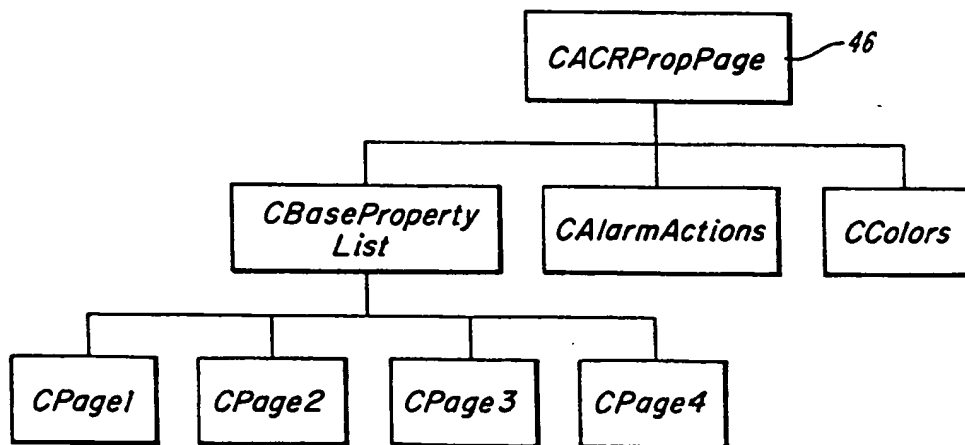 CACRPropPage
46
CBaseProperty
List
CAlarmActions
CColors
CPage1
CPage2
CPage3
CPage4